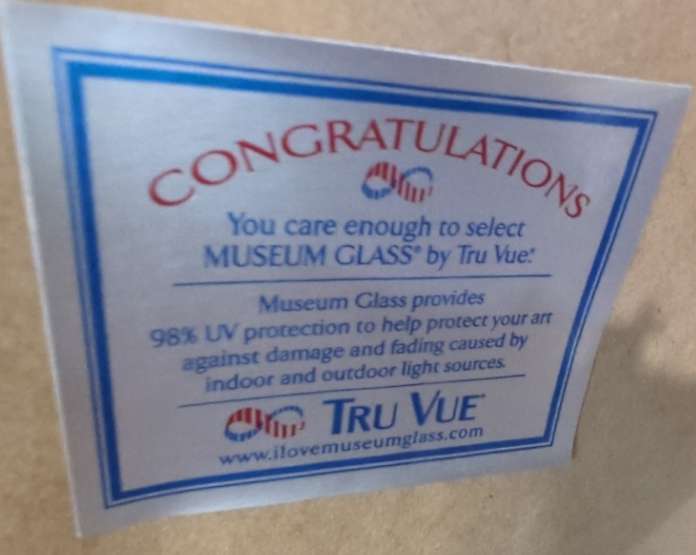 CONGRATULATIONS
You care enough to select
MUSEUM GLASS® by Tru Vue®.
Museum Glass provides
98% UV protection to help protect your art
against damage and fading caused by
indoor and outdoor light sources.
TRU VUE®
www.ilovemuseumglass.com